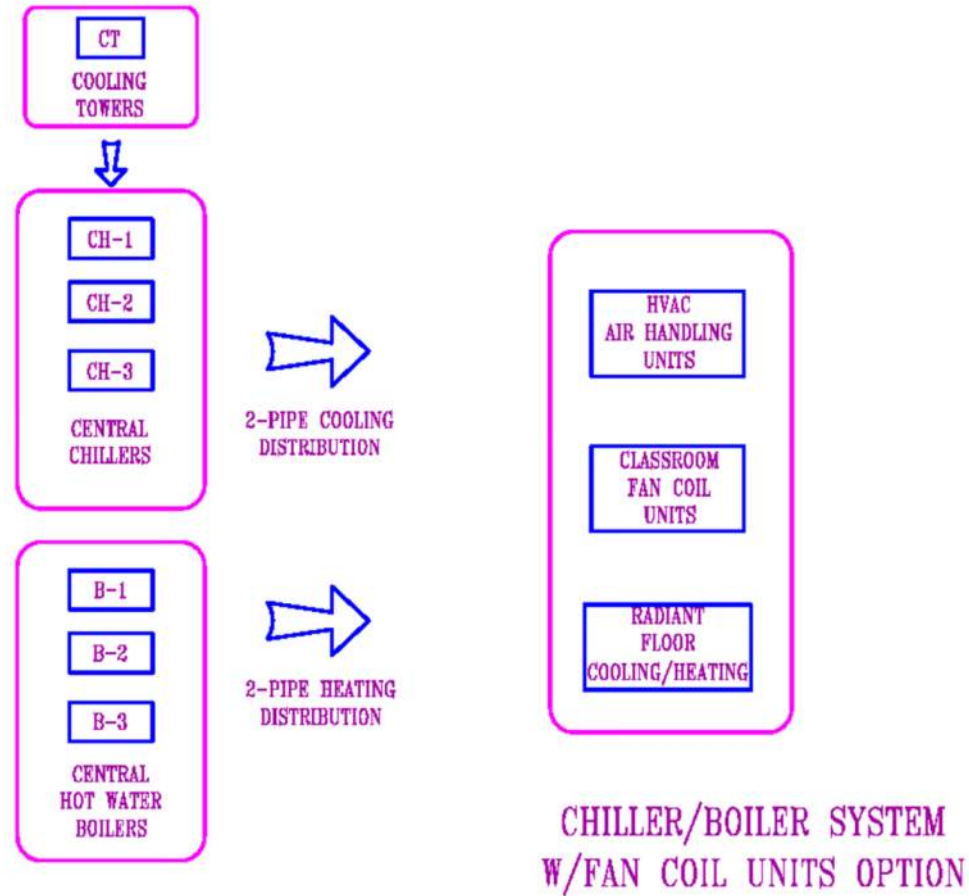 CT
COOLING
TOWERS
CH-1
CH-2
CH-3
CENTRAL
CHILLERS
2-PIPE COOLING
DISTRIBUTION
B-1
B-2
B-3
CENTRAL
HOT WATER
BOILERS
2-PIPE HEATING
DISTRIBUTION
HVAC
AIR HANDLING
UNITS
CLASSROOM
FAN COIL
UNITS
RADIANT
FLOOR
COOLING/HEATING
CHILLER/BOILER SYSTEM
W/FAN COIL UNITS OPTION